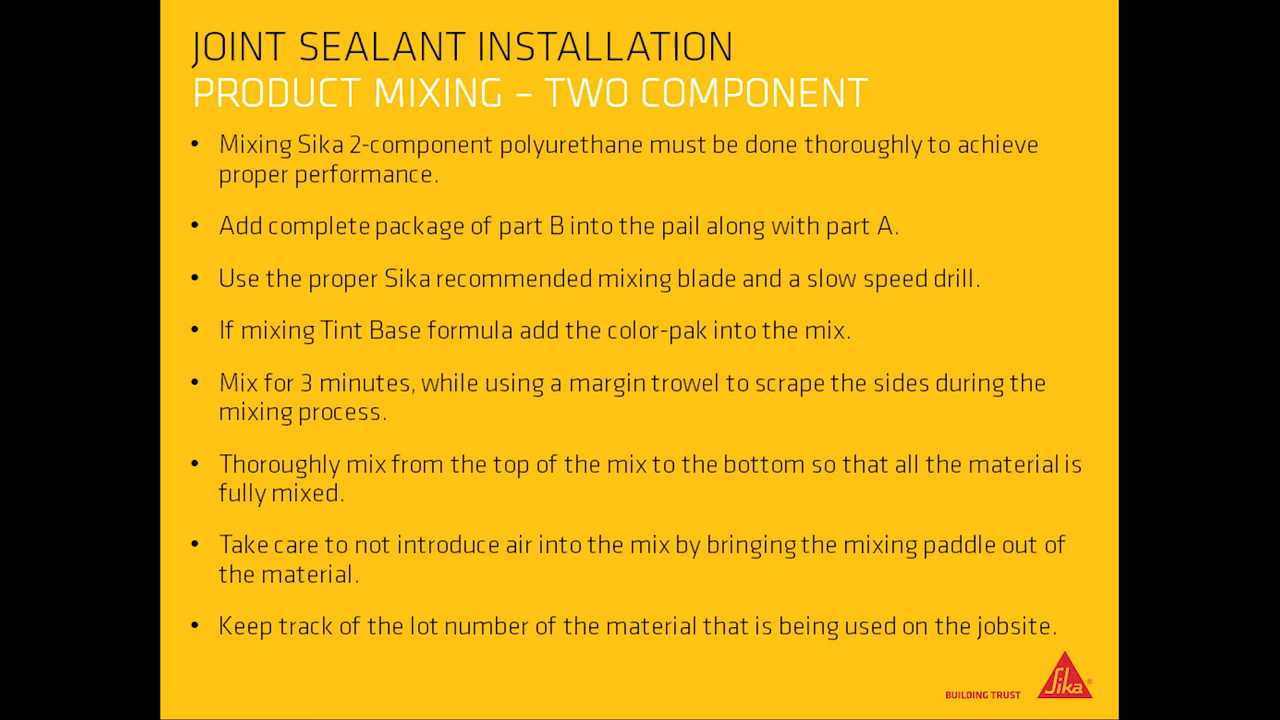 JOINT SEALANT INSTALLATION
PRODUCT MIXING – TWO COMPONENT
• Mixing Sika 2-component polyurethane must be done thoroughly to achieve
proper performance.
• Add complete package of part B into the pail along with part A.
• Use the proper Sika recommended mixing blade and a slow speed drill.
• If mixing Tint Base formula add the color-pak into the mix.
• Mix for 3 minutes, while using a margin trowel to scrape the sides during the
mixing process.
• Thoroughly mix from the top of the mix to the bottom so that all the material is
fully mixed.
• Take care to not introduce air into the mix by bringing the mixing paddle out of
the material.
• Keep track of the lot number of the material that is being used on the jobsite.
BUILDING TRUST
Sika®